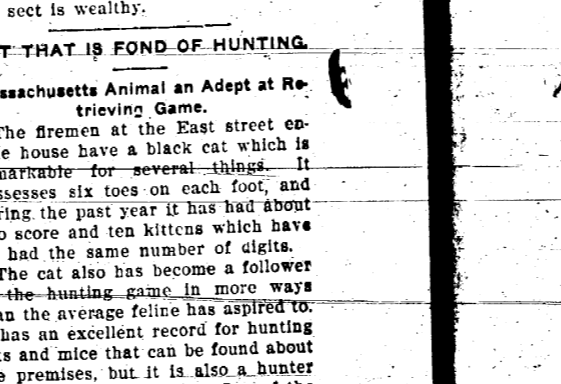 sect is wealthy.
T THAT IS FOND OF HUNTING.
ssachusetts Animal an Adept at Re-
trieving Game.
The firemen at the East street en-
e house have a black cat which is
markable for several things. It
ssesses six toes on each foot, and
ring the past year it has had about
o score and ten kittens which have
had the same number of digits.
The cat also has become a follower
the hunting game in more ways
an the average feline has aspired to.
has an excellent record for hunting
s and mice that can be found about
e premises, but it is also a hunter